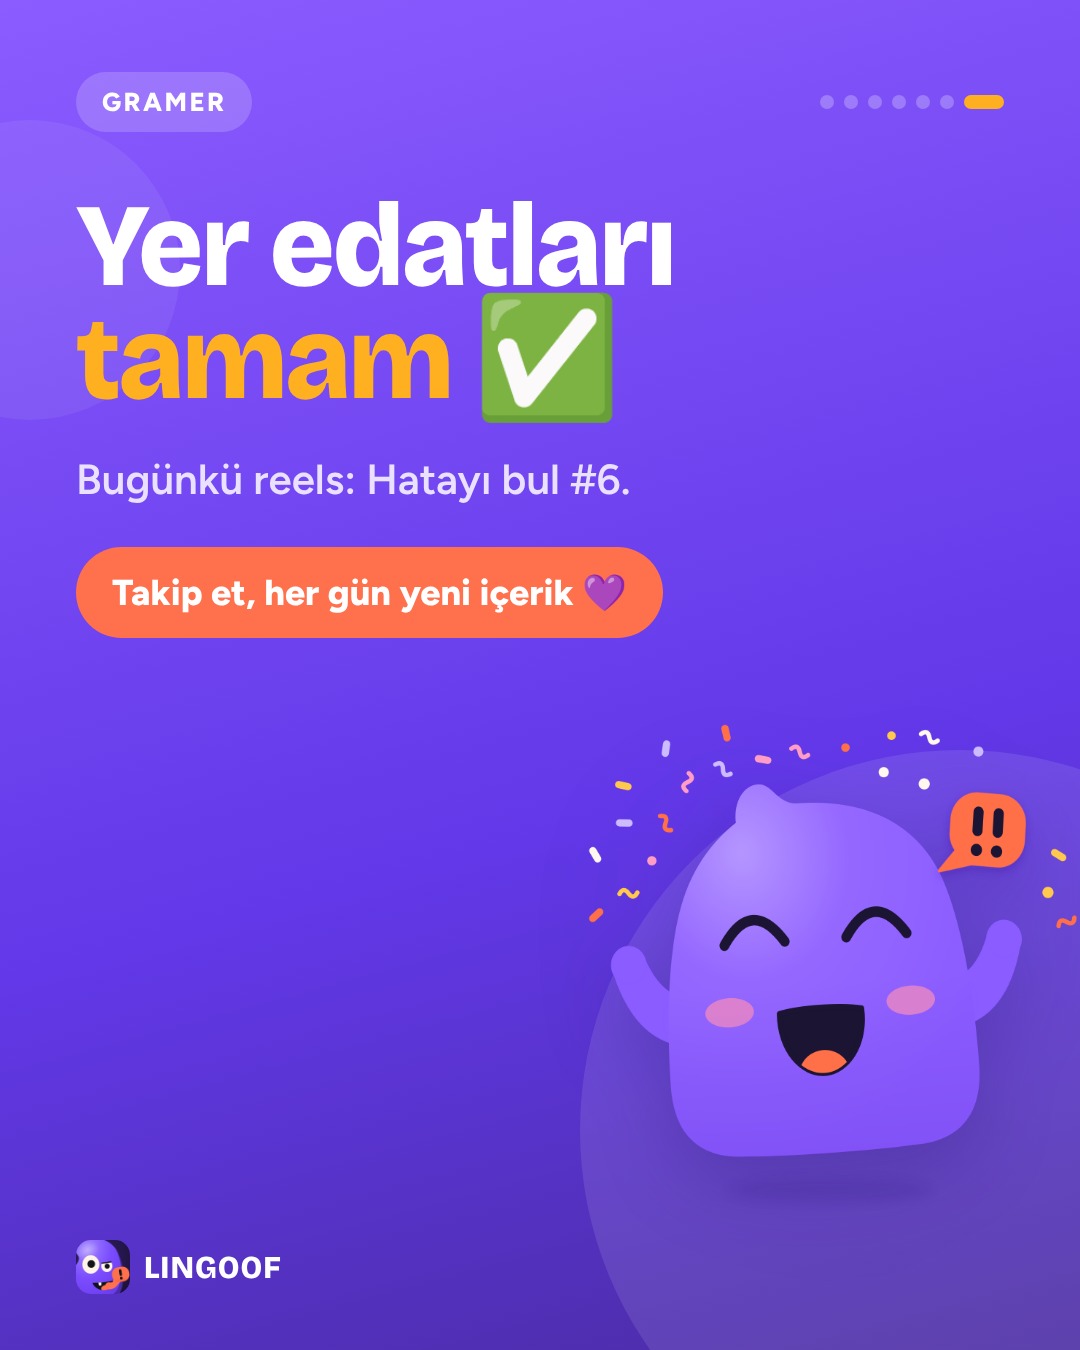 GRAMER
Yer edatları
tamam ✅
Bugünkü reels: Hatayı bul #6.
Takip et, her gün yeni içerik 💜
!!
LINGOOF